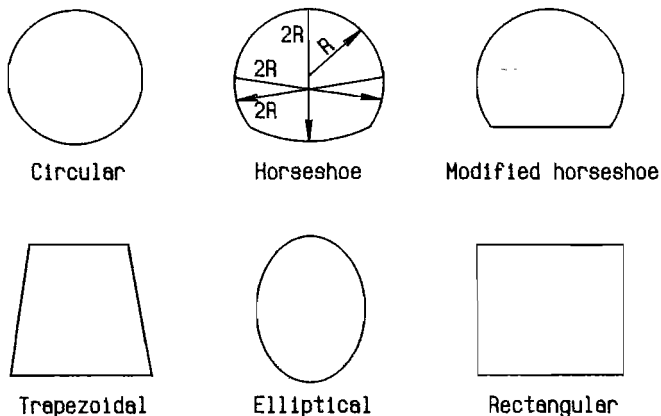 2R
R
2R
2R
Circular
Horseshoe
Modified horseshoe
Trapezoidal
Elliptical
Rectangular